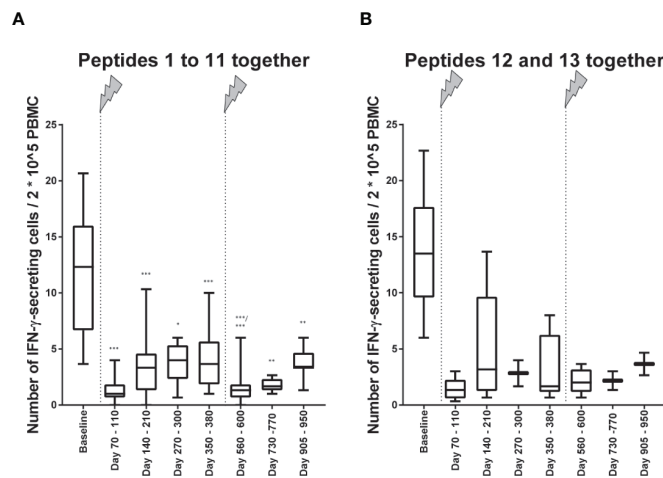 A
Peptides 1 to 11 together
Number of IFN-γ-secreting cells / 2 * 10^5 PBMC
25
20
15
10
5
0
***
***
*
***
***/
***
**
**
Baseline
Day 70 - 110
Day 140 - 210
Day 270 - 300
Day 350 - 380
Day 560 - 600
Day 730 -770
Day 905 - 950
B
Peptides 12 and 13 together
Number of IFN-γ-secreting cells / 2 * 10^5 PBMC
25
20
15
10
5
0
Baseline
Day 70 - 110
Day 140 - 210
Day 270 - 300
Day 350 - 380
Day 560 - 600
Day 730 -770
Day 905 - 950